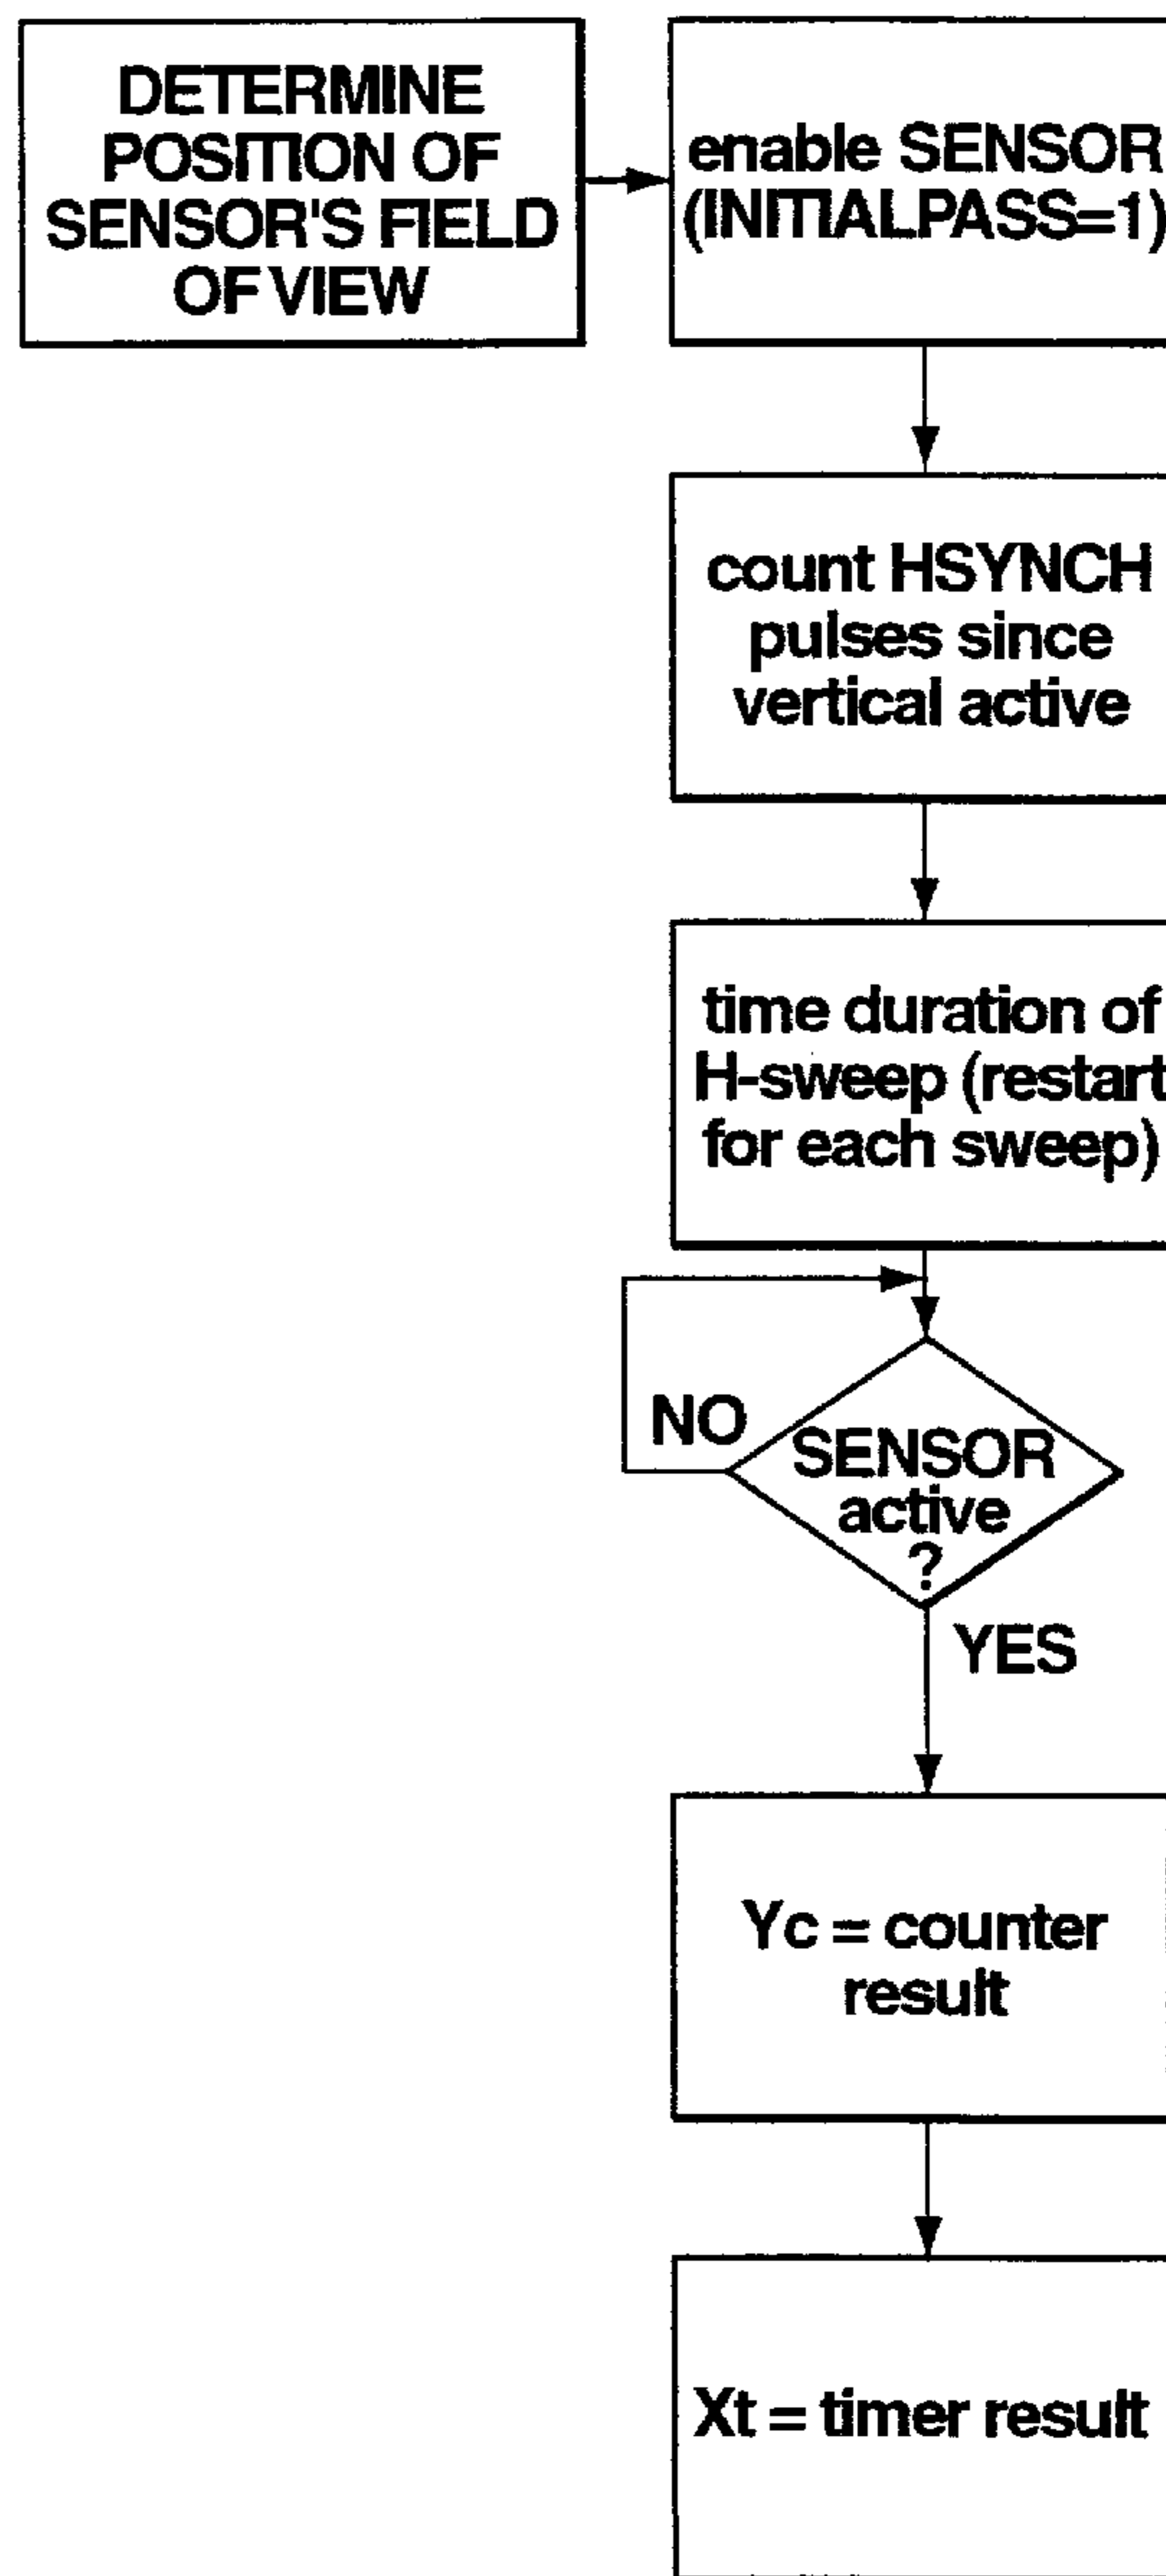 DETERMINE
POSITION OF
SENSOR'S FIELD
OF VIEW
enable SENSOR
(INITIALPASS=1)
count HSYNCH
pulses since
vertical active
time duration of
H-sweep (restart
for each sweep)
NO
SENSOR
active
?
YES
Yc = counter
result
Xt = timer result